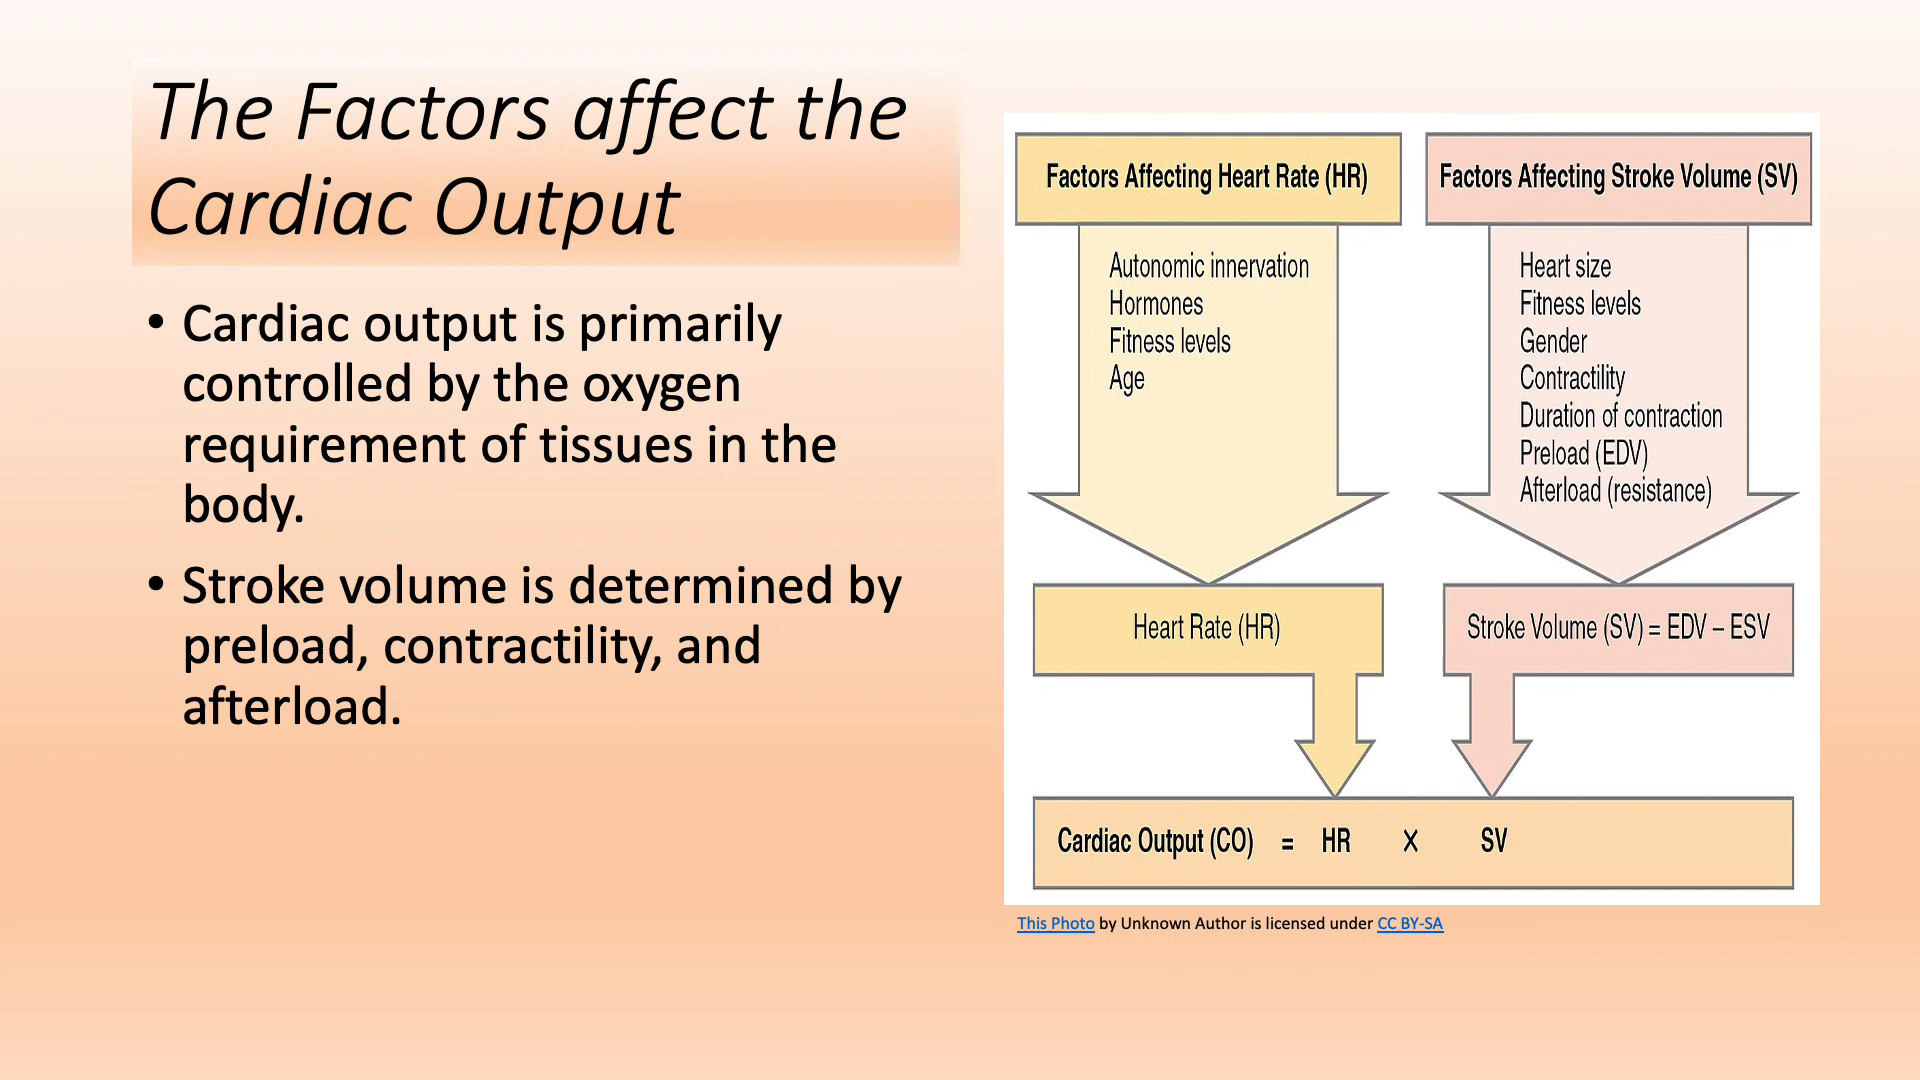 The Factors affect the
Cardiac Output
• Cardiac output is primarily
controlled by the oxygen
requirement of tissues in the
body.
• Stroke volume is determined by
preload, contractility, and
afterload.
Factors Affecting Heart Rate (HR)
Autonomic innervation
Hormones
Fitness levels
Age
Heart Rate (HR)
Factors Affecting Stroke Volume (SV)
Heart size
Fitness levels
Gender
Contractility
Duration of contraction
Preload (EDV)
Afterload (resistance)
Stroke Volume (SV) = EDV – ESV
Cardiac Output (CO) = HR X SV
This Photo by Unknown Author is licensed under CC BY-SA